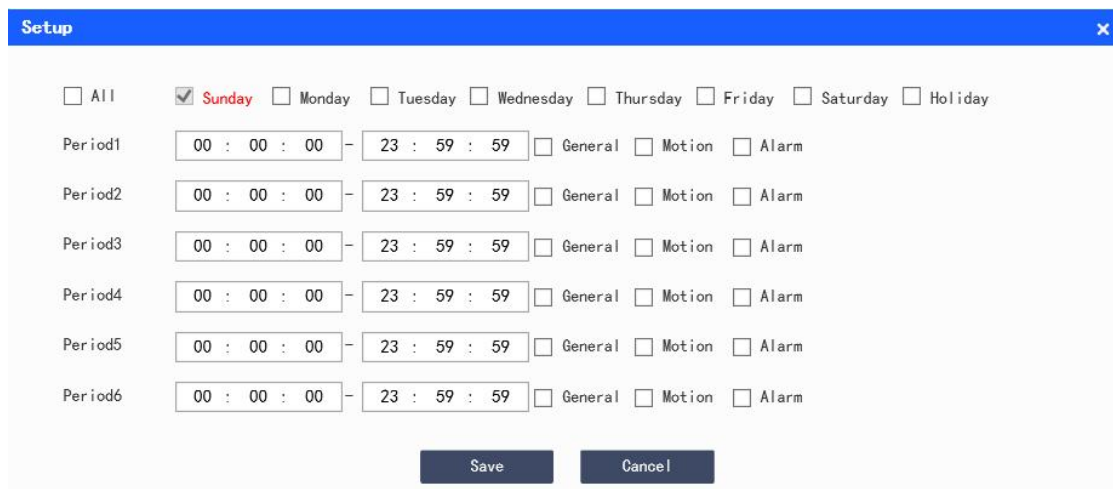 Setup
All Sunday Monday Tuesday Wednesday Thursday Friday Saturday Holiday
Period1 00 : 00 : 00 - 23 : 59 : 59 General Motion Alarm
Period2 00 : 00 : 00 - 23 : 59 : 59 General Motion Alarm
Period3 00 : 00 : 00 - 23 : 59 : 59 General Motion Alarm
Period4 00 : 00 : 00 - 23 : 59 : 59 General Motion Alarm
Period5 00 : 00 : 00 - 23 : 59 : 59 General Motion Alarm
Period6 00 : 00 : 00 - 23 : 59 : 59 General Motion Alarm
Save Cancel